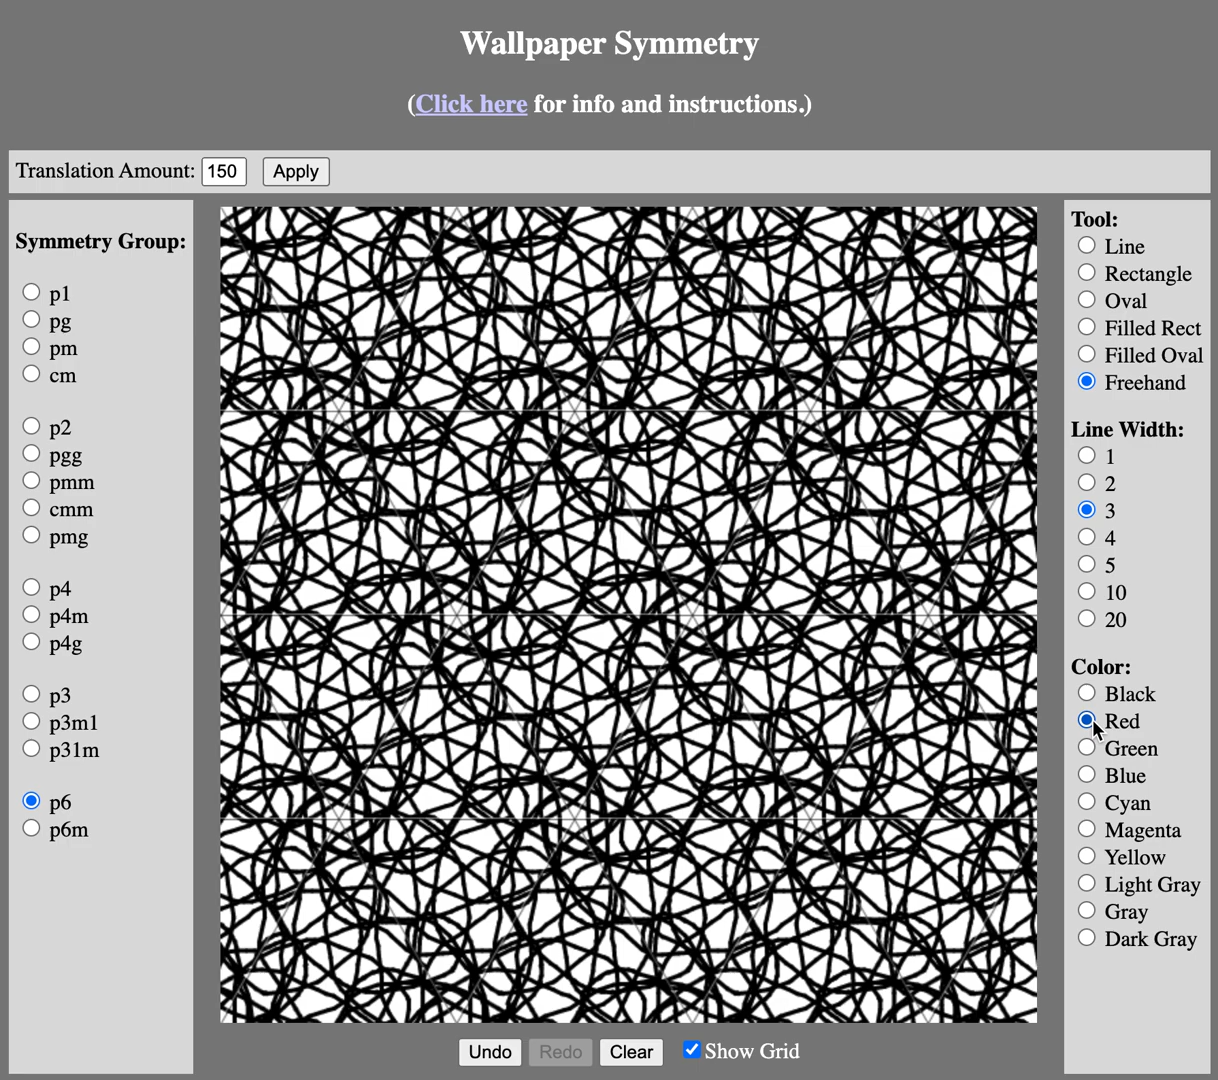 Wallpaper Symmetry
(Click here for info and instructions.)
Translation Amount: 150 Apply
Symmetry Group:
p1
pg
pm
cm
p2
pgg
pmm
cmm
pmg
p4
p4m
p4g
p3
p3m1
p31m
p6
p6m
Tool:
Line
Rectangle
Oval
Filled Rect
Filled Oval
Freehand
Line Width:
1
2
3
4
5
10
20
Color:
Black
Red
Green
Blue
Cyan
Magenta
Yellow
Light Gray
Gray
Dark Gray
Undo Redo Clear Show Grid